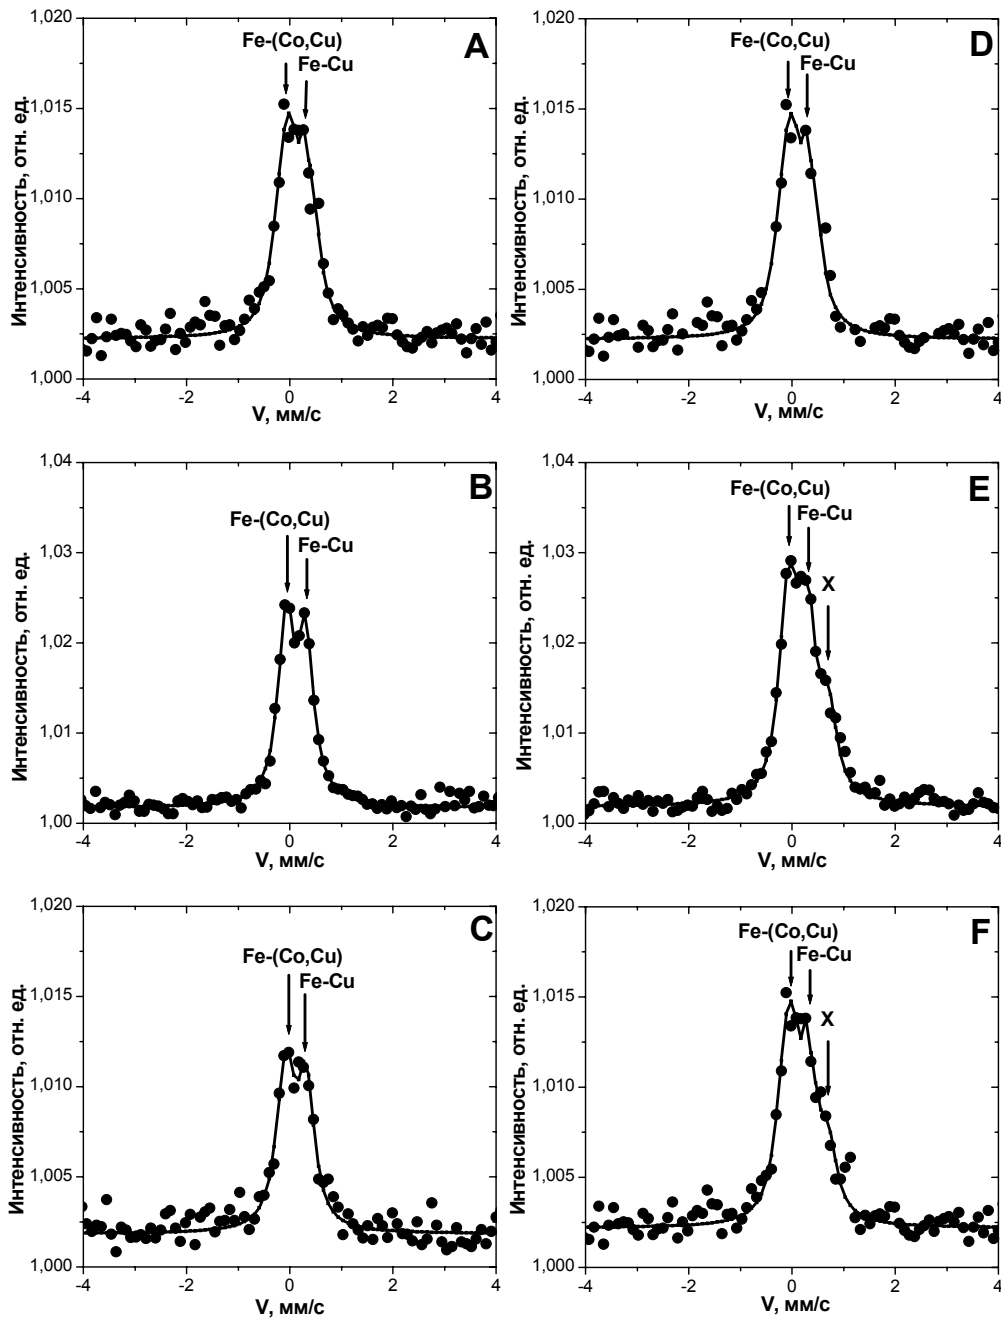 A
Fe-(Co,Cu)
Fe-Cu
Интенсивность, отн. ед.
1,020
1,015
1,010
1,005
1,000
-4 -2 0 2 4
V, мм/с
D
Fe-(Co,Cu)
Fe-Cu
Интенсивность, отн. ед.
1,020
1,015
1,010
1,005
1,000
-4 -2 0 2 4
V, мм/с
B
Fe-(Co,Cu)
Fe-Cu
Интенсивность, отн. ед.
1,04
1,03
1,02
1,01
1,00
-4 -2 0 2 4
V, мм/с
E
Fe-(Co,Cu)
Fe-Cu
X
Интенсивность, отн. ед.
1,04
1,03
1,02
1,01
1,00
-4 -2 0 2 4
V, мм/с
C
Fe-(Co,Cu)
Fe-Cu
Интенсивность, отн. ед.
1,020
1,015
1,010
1,005
1,000
-4 -2 0 2 4
V, мм/с
F
Fe-(Co,Cu)
Fe-Cu
X
Интенсивность, отн. ед.
1,020
1,015
1,010
1,005
1,000
-4 -2 0 2 4
V, мм/с